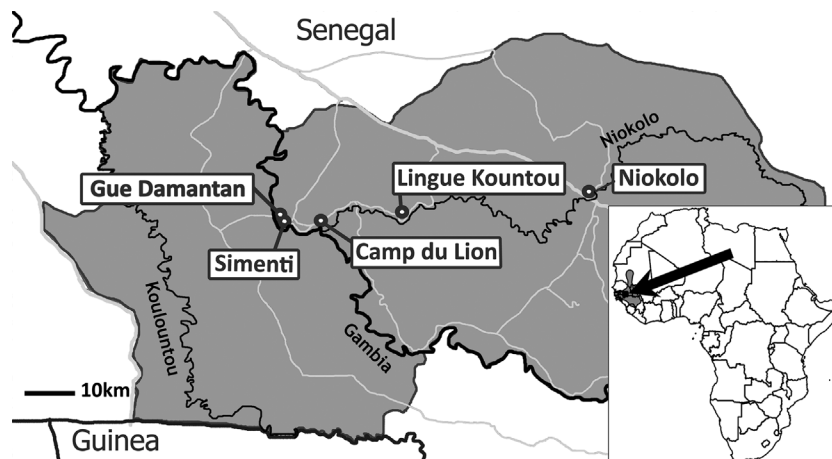 Senegal
Niokolo
Gue Damantan
Lingue Kountou
Niokolo
Simenti
Camp du Lion
Koulountou
Gambia
10km
Guinea